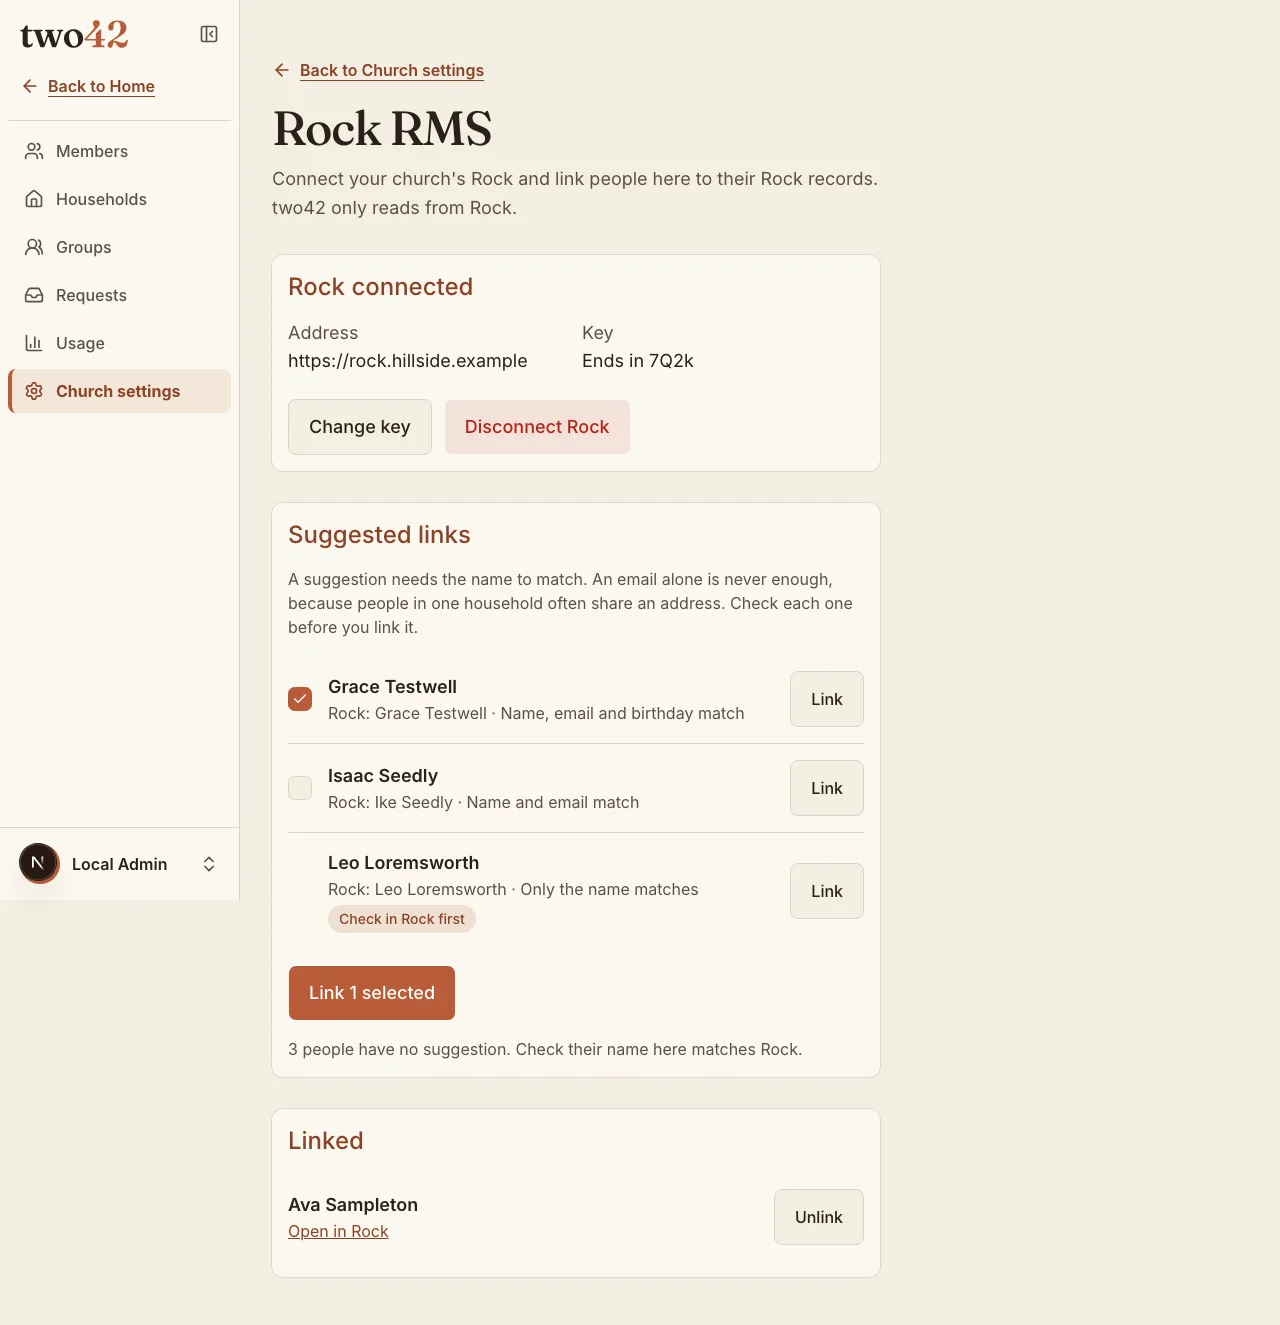 two42
Back to Home
Members
Households
Groups
Requests
Usage
Church settings
N
Local Admin
Back to Church settings
Rock RMS
Connect your church's Rock and link people here to their Rock records.
two42 only reads from Rock.
Rock connected
Address
https://rock.hillside.example
Key
Ends in 7Q2k
Change key
Disconnect Rock
Suggested links
A suggestion needs the name to match. An email alone is never enough,
because people in one household often share an address. Check each one
before you link it.
Grace Testwell
Rock: Grace Testwell · Name, email and birthday match
Link
Isaac Seedly
Rock: Ike Seedly · Name and email match
Link
Leo Loremsworth
Rock: Leo Loremsworth · Only the name matches
Check in Rock first
Link
Link 1 selected
3 people have no suggestion. Check their name here matches Rock.
Linked
Ava Sampleton
Open in Rock
Unlink